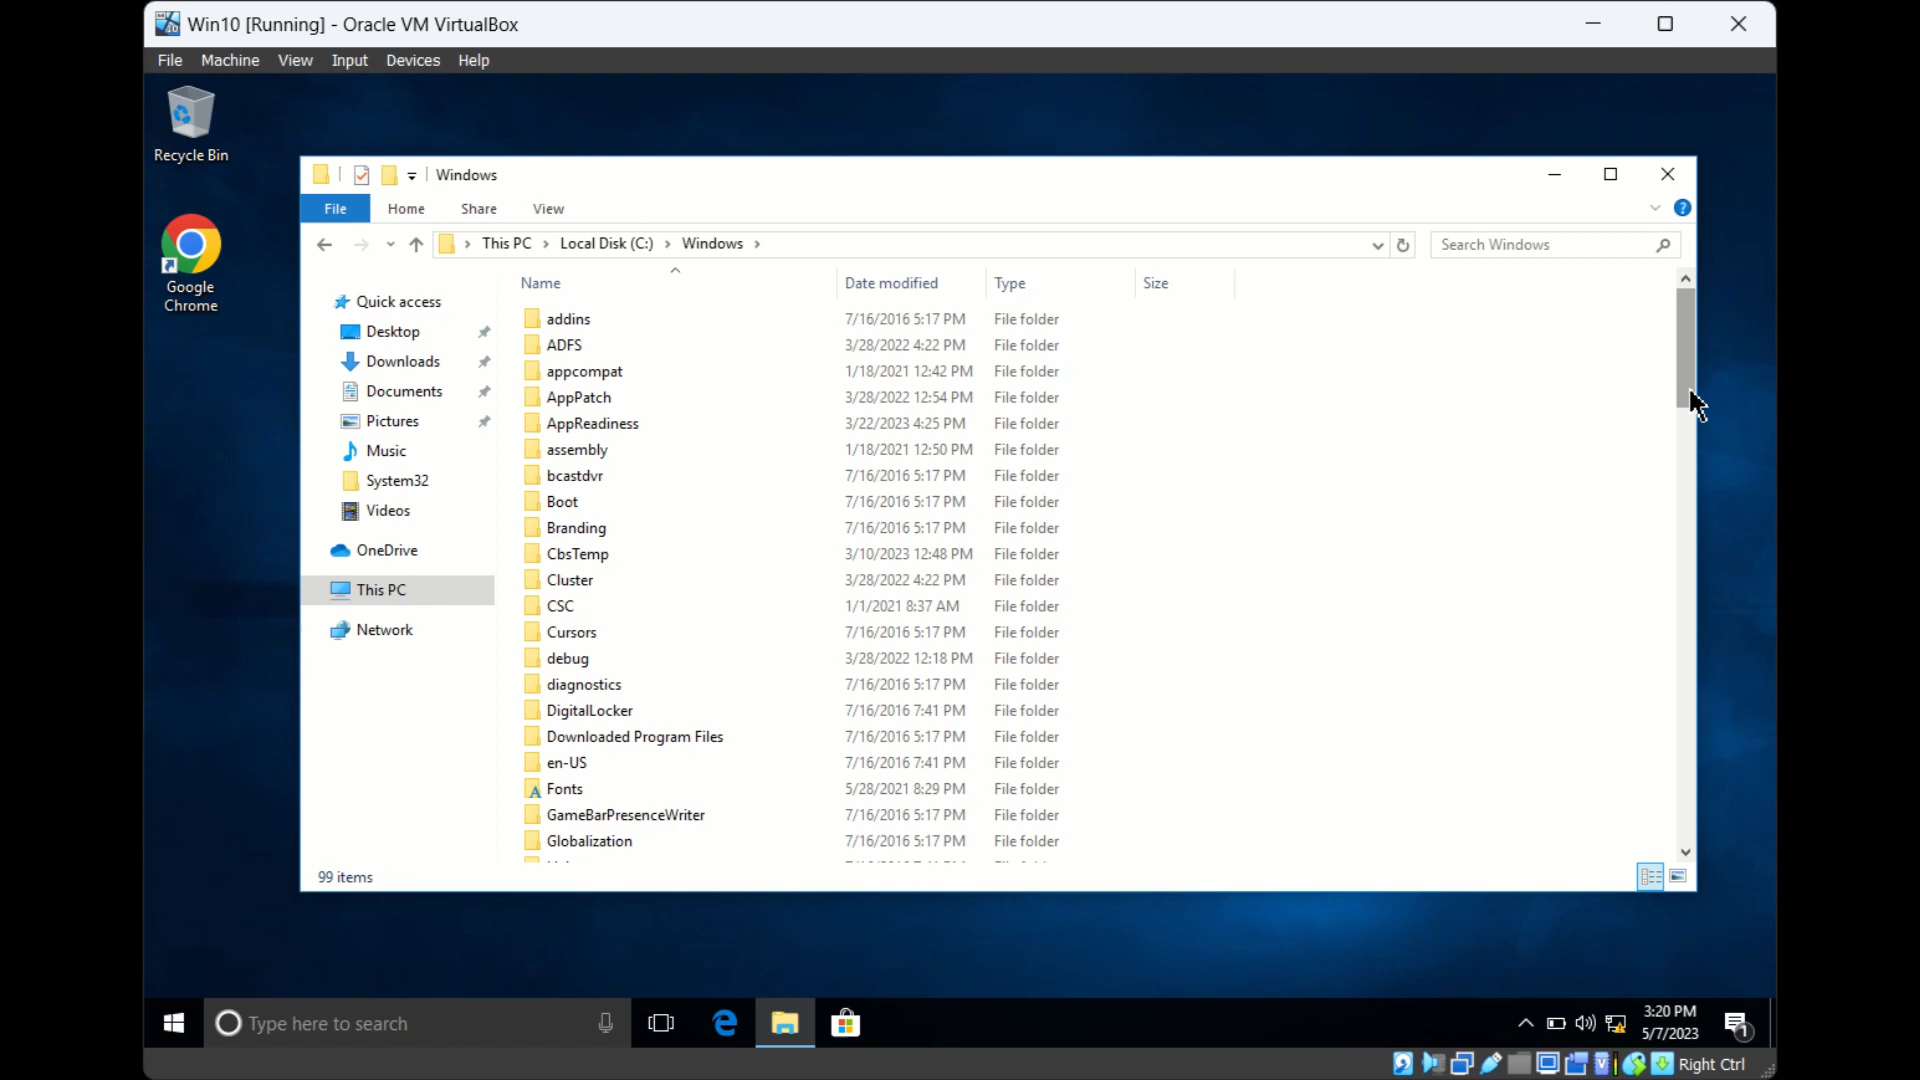 Win10 [Running] - Oracle VM VirtualBox
File Machine View Input Devices Help
Recycle Bin
Google
Chrome
Windows
File Home Share View
This PC Local Disk (C:) Windows
Search Windows
Name Date modified Type Size
Quick access
Desktop
Downloads
Documents
Pictures
Music
System32
Videos
OneDrive
This PC
Network
addins 7/16/2016 5:17 PM File folder
ADFS 3/28/2022 4:22 PM File folder
appcompat 1/18/2021 12:42 PM File folder
AppPatch 3/28/2022 12:54 PM File folder
AppReadiness 3/22/2023 4:25 PM File folder
assembly 1/18/2021 12:50 PM File folder
bcastdvr 7/16/2016 5:17 PM File folder
Boot 7/16/2016 5:17 PM File folder
Branding 7/16/2016 5:17 PM File folder
CbsTemp 3/10/2023 12:48 PM File folder
Cluster 3/28/2022 4:22 PM File folder
CSC 1/1/2021 8:37 AM File folder
Cursors 7/16/2016 5:17 PM File folder
debug 3/28/2022 12:18 PM File folder
diagnostics 7/16/2016 5:17 PM File folder
DigitalLocker 7/16/2016 7:41 PM File folder
Downloaded Program Files 7/16/2016 5:17 PM File folder
en-US 7/16/2016 7:41 PM File folder
Fonts 5/28/2021 8:29 PM File folder
GameBarPresenceWriter 7/16/2016 5:17 PM File folder
Globalization 7/16/2016 5:17 PM File folder
99 items
Type here to search
3:20 PM
5/7/2023
1
Right Ctrl